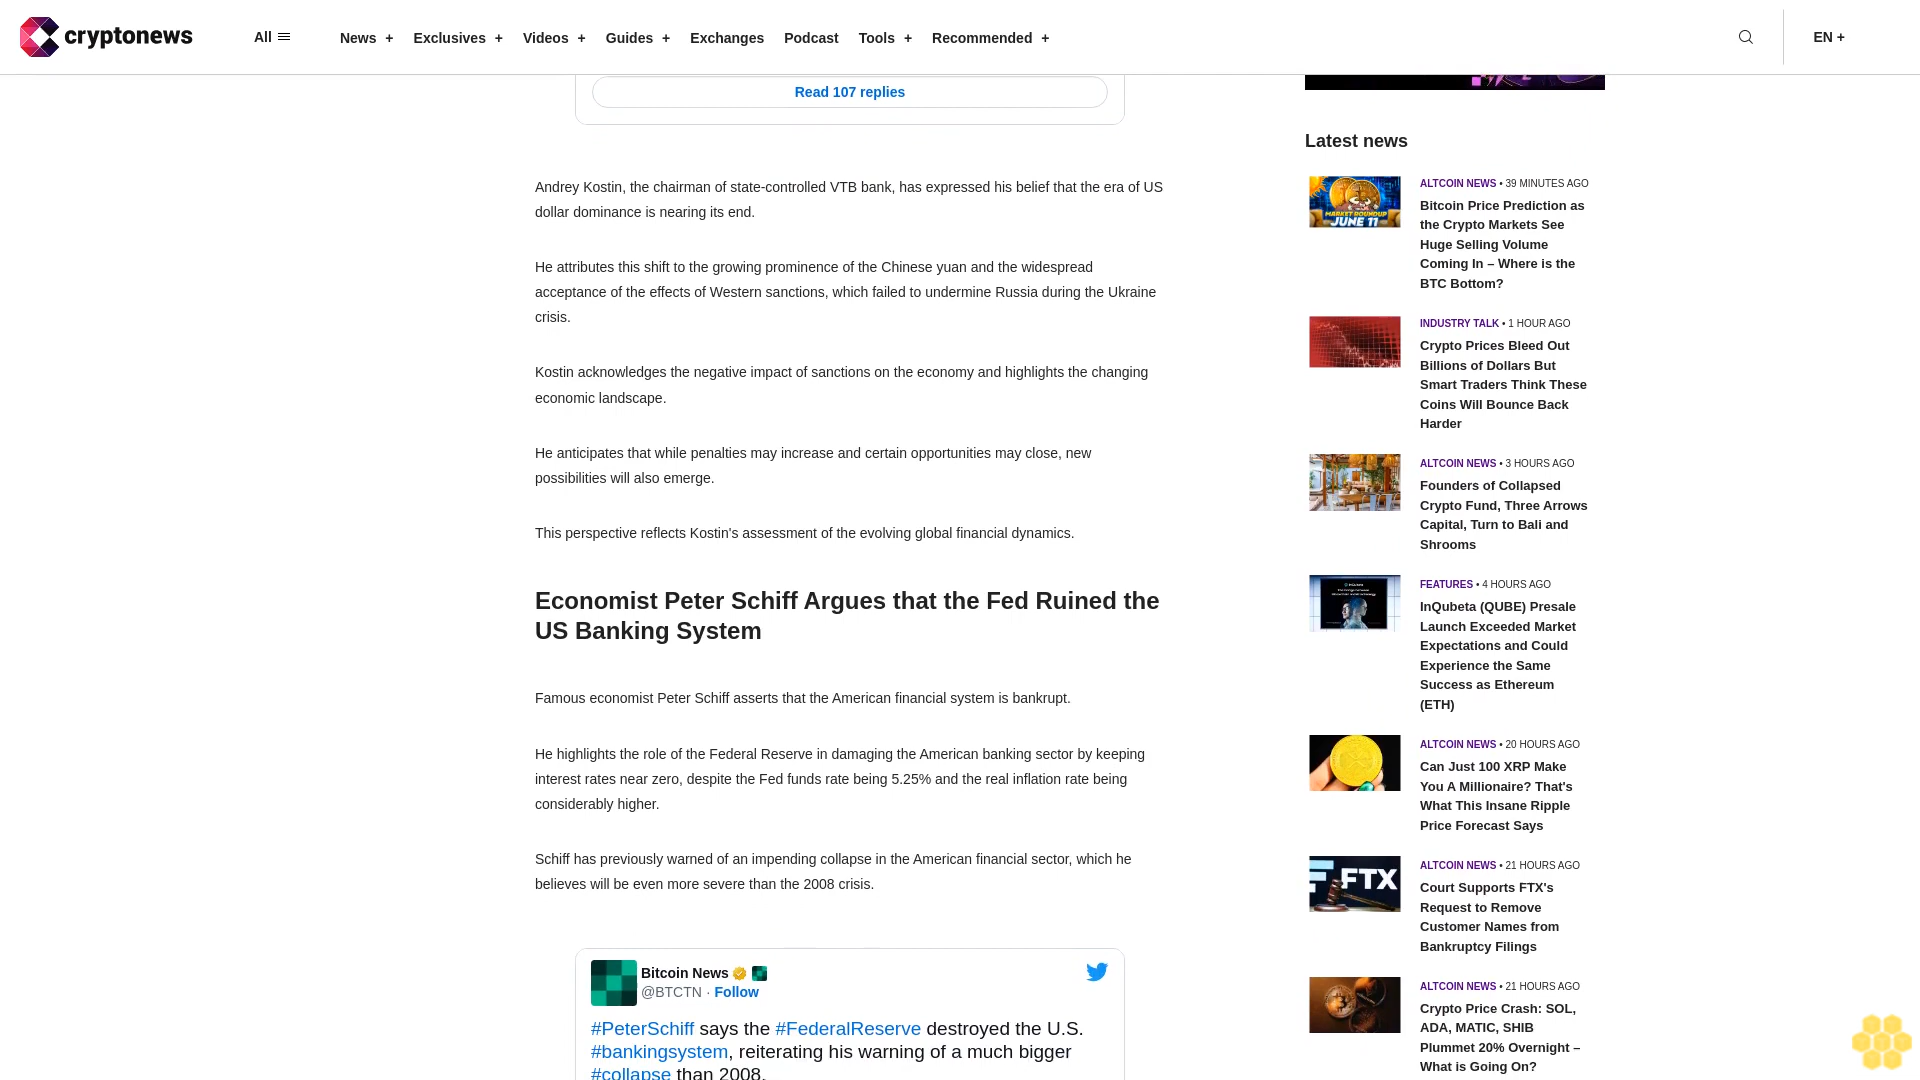 cryptonews
All
News +
Exclusives +
Videos +
Guides +
Exchanges
Podcast
Tools +
Recommended +
EN +
Read 107 replies
Andrey Kostin, the chairman of state-controlled VTB bank, has expressed his belief that the era of US
dollar dominance is nearing its end.
He attributes this shift to the growing prominence of the Chinese yuan and the widespread
acceptance of the effects of Western sanctions, which failed to undermine Russia during the Ukraine
crisis.
Kostin acknowledges the negative impact of sanctions on the economy and highlights the changing
economic landscape.
He anticipates that while penalties may increase and certain opportunities may close, new
possibilities will also emerge.
This perspective reflects Kostin's assessment of the evolving global financial dynamics.
Economist Peter Schiff Argues that the Fed Ruined the
US Banking System
Famous economist Peter Schiff asserts that the American financial system is bankrupt.
He highlights the role of the Federal Reserve in damaging the American banking sector by keeping
interest rates near zero, despite the Fed funds rate being 5.25% and the real inflation rate being
considerably higher.
Schiff has previously warned of an impending collapse in the American financial sector, which he
believes will be even more severe than the 2008 crisis.
Bitcoin News
@BTCTN · Follow
#PeterSchiff says the #FederalReserve destroyed the U.S.
#bankingsystem, reiterating his warning of a much bigger
#collapse than 2008.
Latest news
MARKET ROUNDUP
JUNE 11
ALTCOIN NEWS • 39 MINUTES AGO
Bitcoin Price Prediction as
the Crypto Markets See
Huge Selling Volume
Coming In – Where is the
BTC Bottom?
INDUSTRY TALK • 1 HOUR AGO
Crypto Prices Bleed Out
Billions of Dollars But
Smart Traders Think These
Coins Will Bounce Back
Harder
ALTCOIN NEWS • 3 HOURS AGO
Founders of Collapsed
Crypto Fund, Three Arrows
Capital, Turn to Bali and
Shrooms
FEATURES • 4 HOURS AGO
InQubeta (QUBE) Presale
Launch Exceeded Market
Expectations and Could
Experience the Same
Success as Ethereum
(ETH)
ALTCOIN NEWS • 20 HOURS AGO
Can Just 100 XRP Make
You A Millionaire? That's
What This Insane Ripple
Price Forecast Says
FTX
ALTCOIN NEWS • 21 HOURS AGO
Court Supports FTX's
Request to Remove
Customer Names from
Bankruptcy Filings
ALTCOIN NEWS • 21 HOURS AGO
Crypto Price Crash: SOL,
ADA, MATIC, SHIB
Plummet 20% Overnight –
What is Going On?